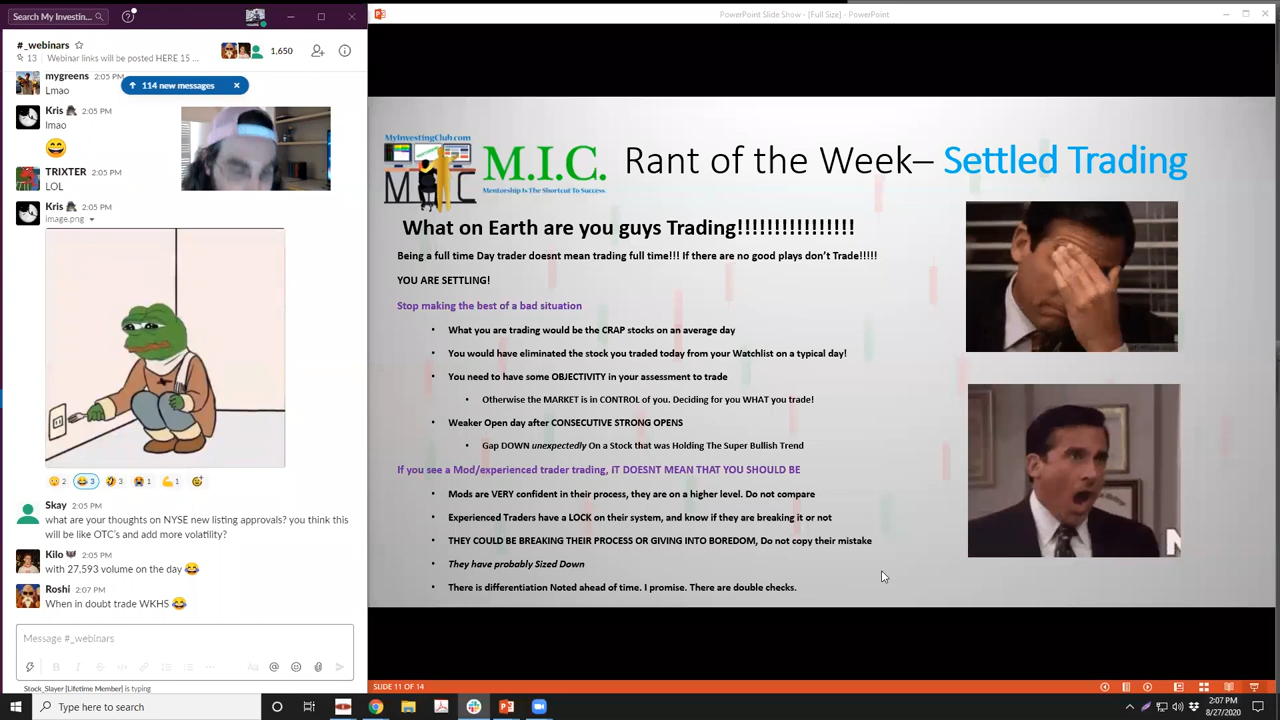 Search My Investin...
#_webinars
13
Webinar links will be posted HERE 15 ...
1,650
mygreens 2:05 PM
114 new messages
Lmao
Kris 2:05 PM
lmao
TRIXTER 2:05 PM
LOL
Kris 2:05 PM
image.png
2
3
3
1
1
Skay 2:05 PM
what are your thoughts on NYSE new listing approvals? you think this
will be like OTC's and add more volatility?
Kilo 2:05 PM
with 27,593 volume on the day
Roshi 2:07 PM
When in doubt trade WKHS
Message #_webinars
Stock_Slayer [Lifetime Member] is typing
PowerPoint Slide Show - [Full Size] - PowerPoint
MyInvestingClub.com
MIC
M.I.C.
Mentorship Is The Shortcut To Success.
Rant of the Week– Settled Trading
What on Earth are you guys Trading!!!!!!!!!!!!!!!!
Being a full time Day trader doesnt mean trading full time!!! If there are no good plays don't Trade!!!!!
YOU ARE SETTLING!
Stop making the best of a bad situation
• What you are trading would be the CRAP stocks on an average day
• You would have eliminated the stock you traded today from your Watchlist on a typical day!
• You need to have some OBJECTIVITY in your assessment to trade
• Otherwise the MARKET is in CONTROL of you. Deciding for you WHAT you trade!
• Weaker Open day after CONSECUTIVE STRONG OPENS
• Gap DOWN unexpectedly On a Stock that was Holding The Super Bullish Trend
If you see a Mod/experienced trader trading, IT DOESNT MEAN THAT YOU SHOULD BE
• Mods are VERY confident in their process, they are on a higher level. Do not compare
• Experienced Traders have a LOCK on their system, and know if they are breaking it or not
• THEY COULD BE BREAKING THEIR PROCESS OR GIVING INTO BOREDOM, Do not copy their mistake
• They have probably Sized Down
• There is differentiation Noted ahead of time. I promise. There are double checks.
SLIDE 11 OF 14
Type here to search
2:07 PM
8/27/2020